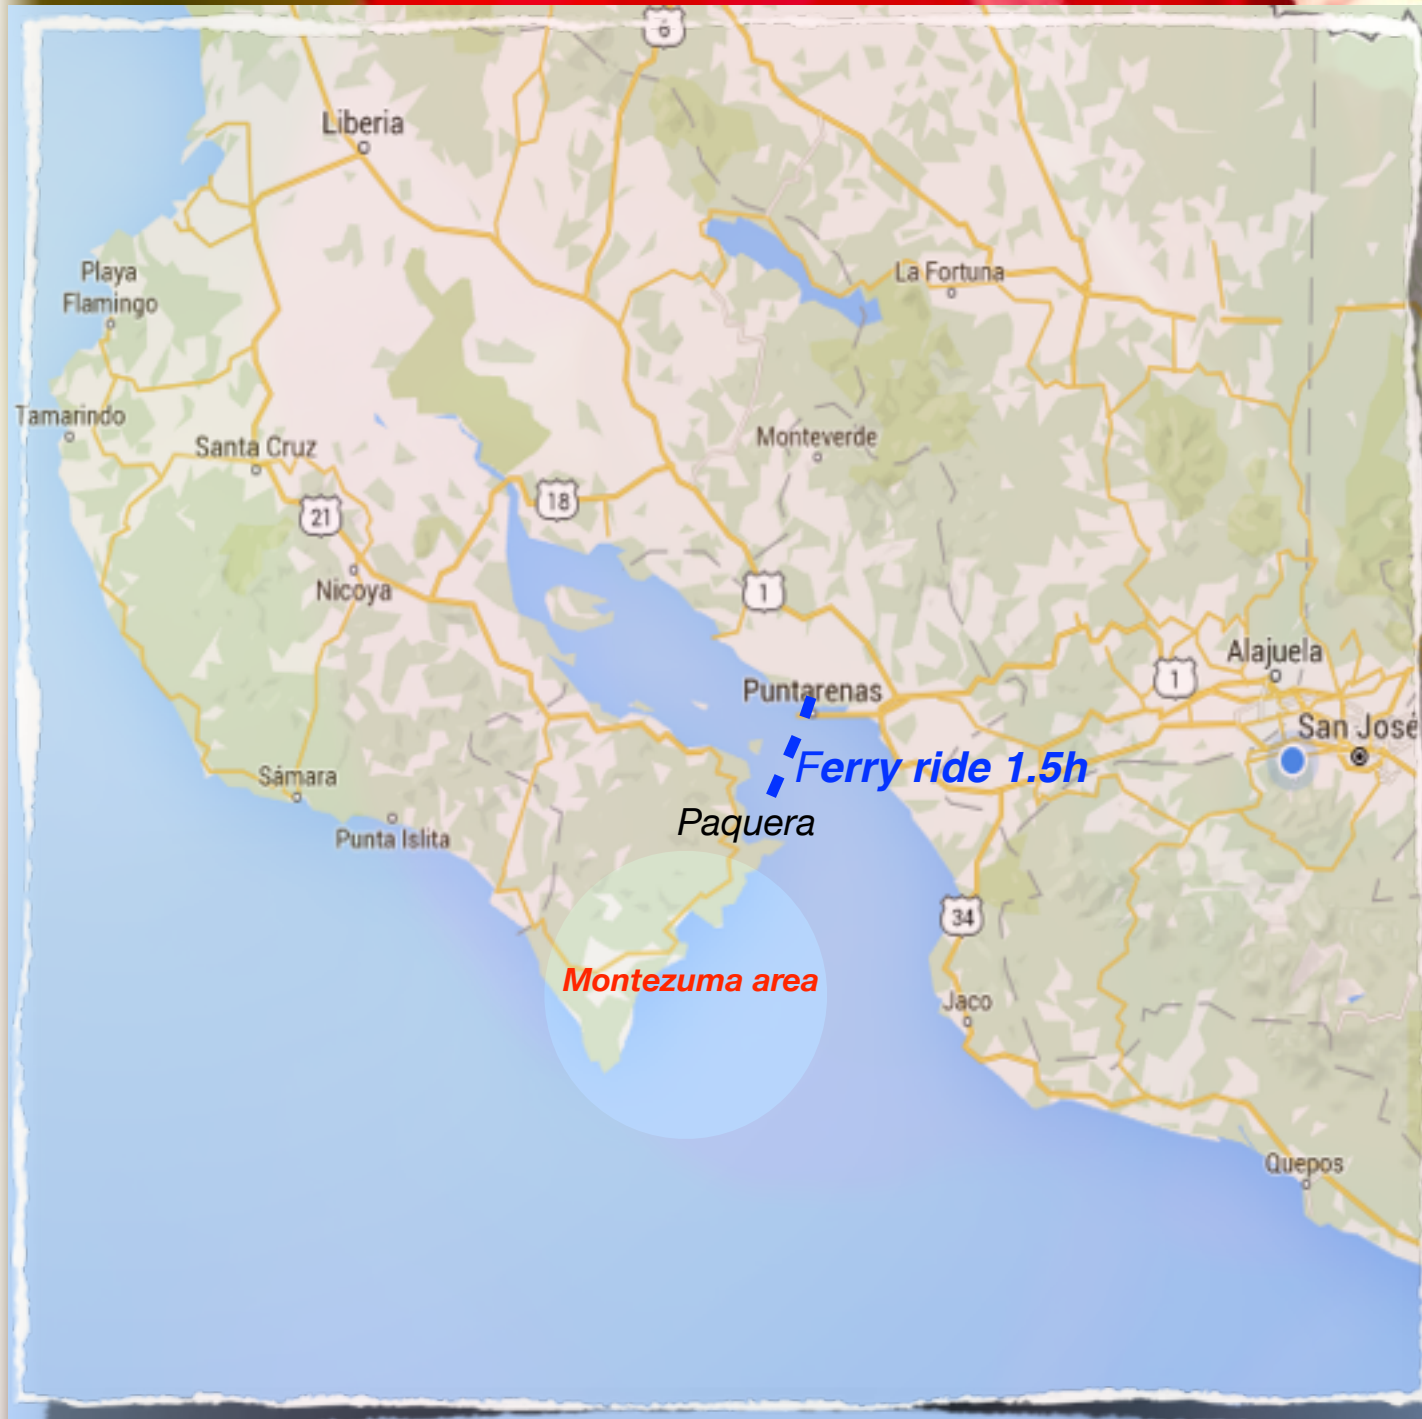 6
Liberia
Playa
Flamingo
La Fortuna
Tamarindo
Santa Cruz
Monteverde
18
21
Nicoya
1
Alajuela
1
Puntarenas
San José
Ferry ride 1.5h
Sámara
Paquera
Punta Islita
34
Montezuma area
Jaco
Quepos